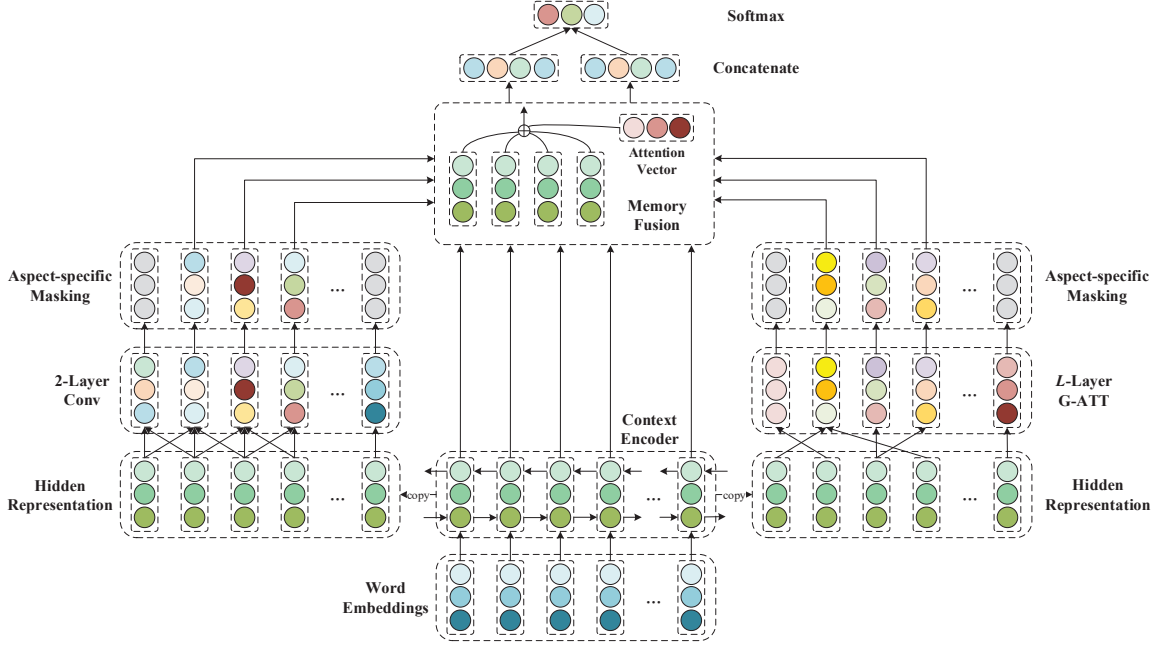 Softmax
Concatenate
Attention
Vector
Memory
Fusion
Aspect-specific
Masking
...
...
Aspect-specific
Masking
2-Layer
Conv
...
...
L-Layer
G-ATT
Context
Encoder
Hidden
Representation
...
copy
...
copy
...
Hidden
Representation
Word
Embeddings
...